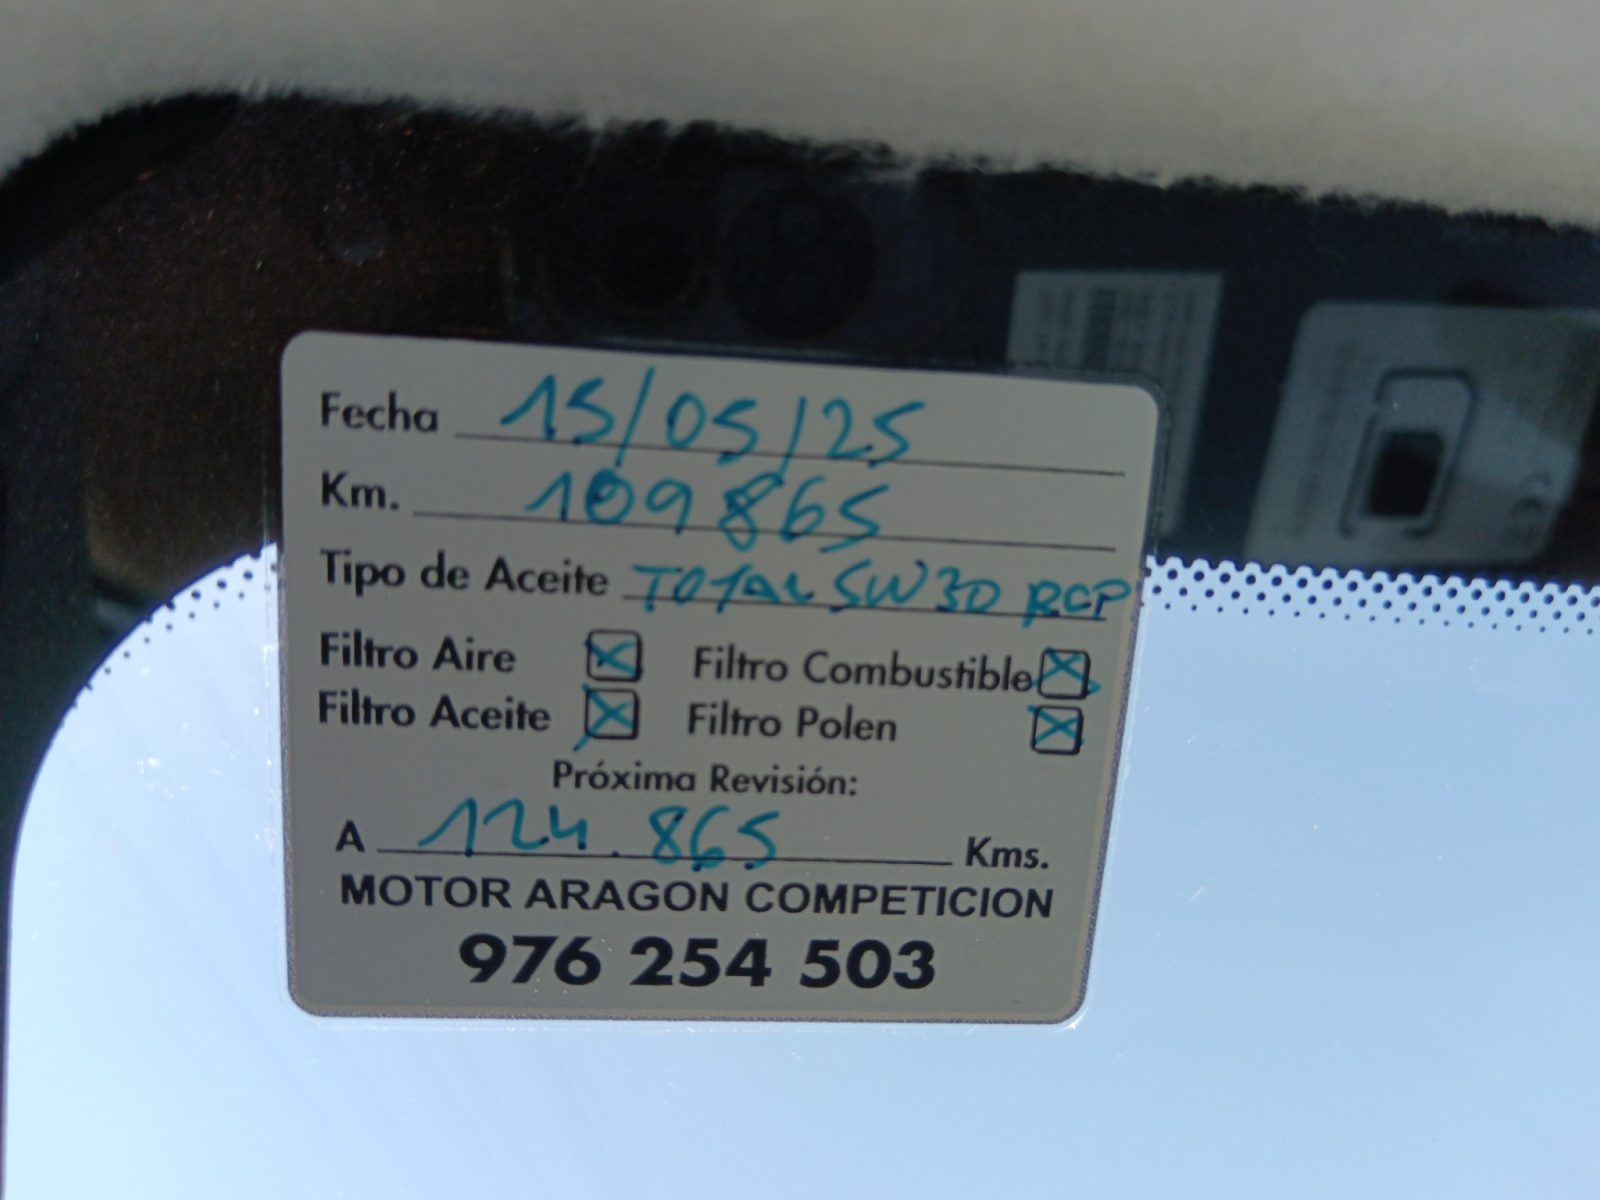 Fecha 15/05/25
Km. 109865
Tipo de Aceite TOTAL 5W30 RCP
Filtro Aire Filtro Combustible
Filtro Aceite Filtro Polen
Próxima Revisión:
A 124.865 Kms.
MOTOR ARAGON COMPETICION
976 254 503